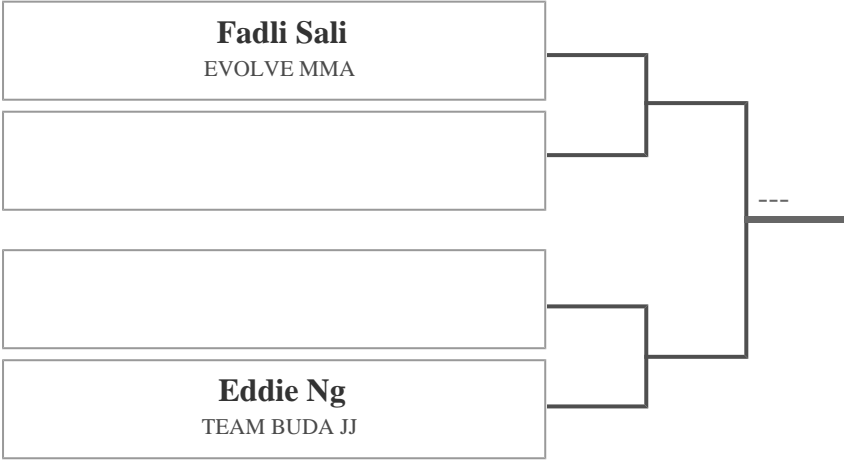 Fadli Sali
EVOLVE MMA
---
Eddie Ng
TEAM BUDA JJ